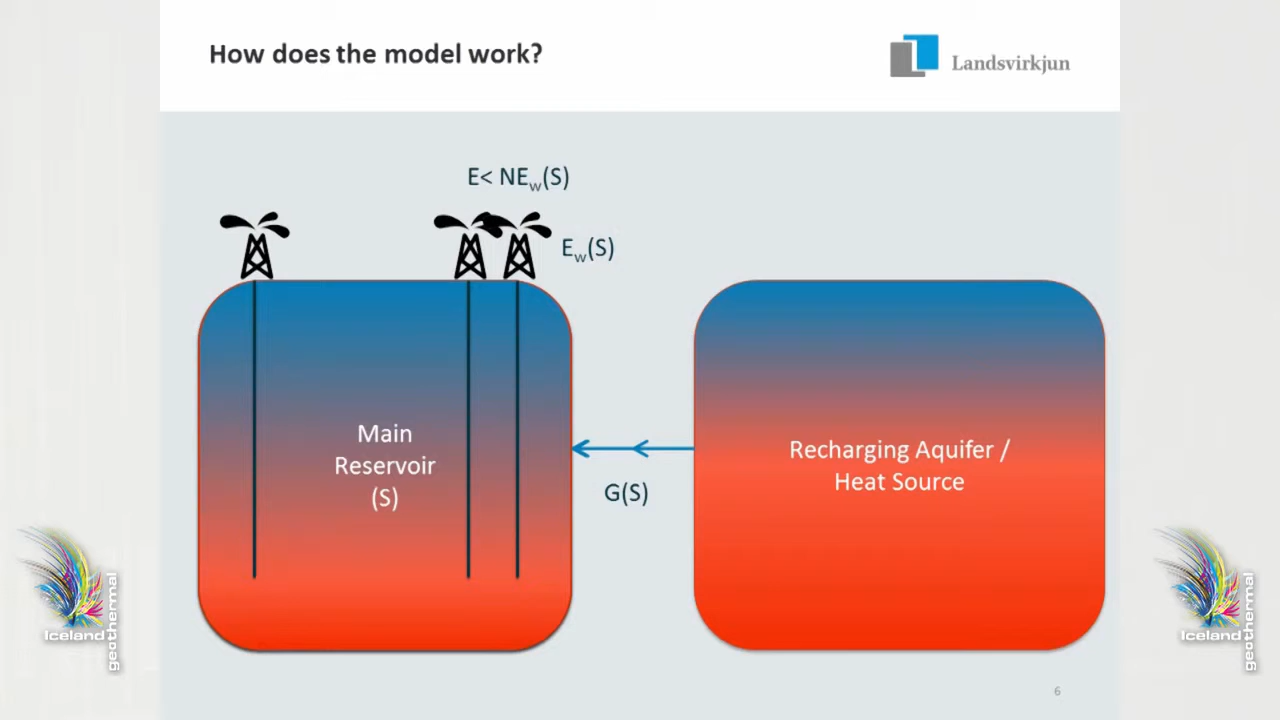 How does the model work?
Landsvirkjun
E< NEw(S)
Ew(S)
Main
Reservoir
(S)
G(S)
Recharging Aquifer /
Heat Source
Iceland
geothermal
Iceland
geothermal
6